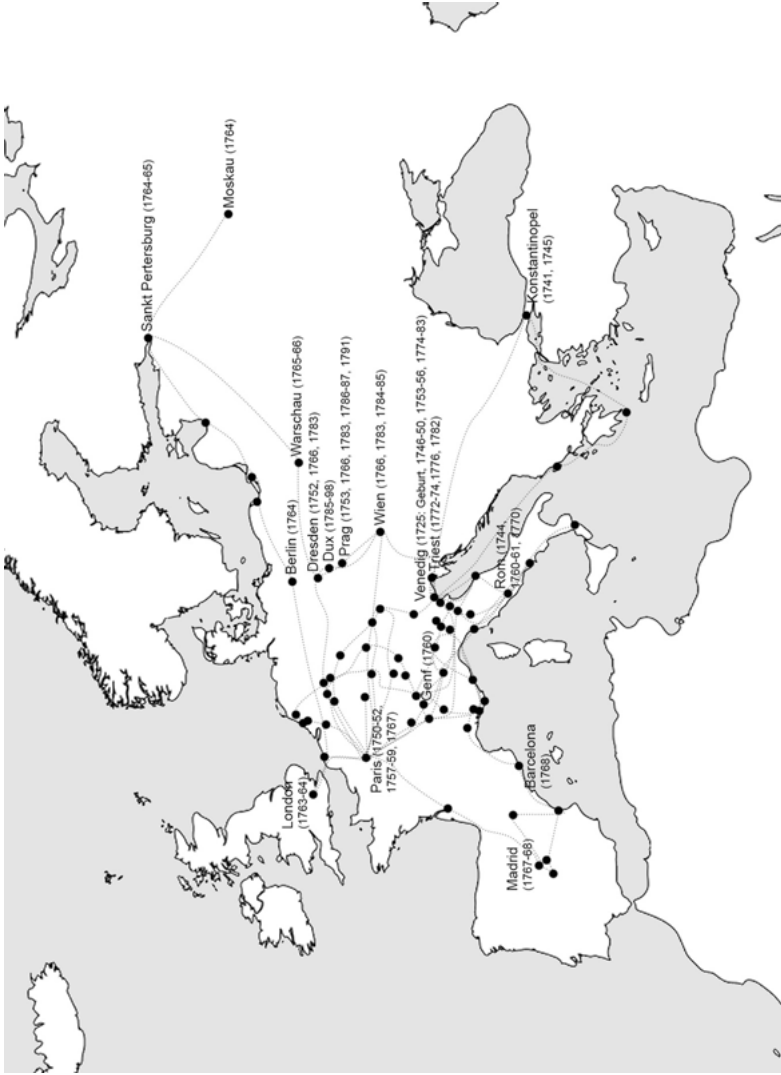 Sankt Pertersburg (1764-65)
Moskau (1764)
Warschau (1765-66)
Berlin (1764)
Dresden (1752, 1766, 1783)
Dux (1785-98)
Prag (1753, 1766, 1783, 1786-87, 1791)
Wien (1766, 1783, 1784-85)
Venedig (1725: Geburt, 1746-50, 1753-56, 1774-83)
Triest (1772-74,1776, 1782)
Konstantinopel
(1741, 1745)
Rom (1744,
1760-61, 1770)
Genf (1760)
London
(1763-64)
Paris (1750-52,
1757-59, 1767)
Barcelona
(1768)
Madrid
(1767-68)